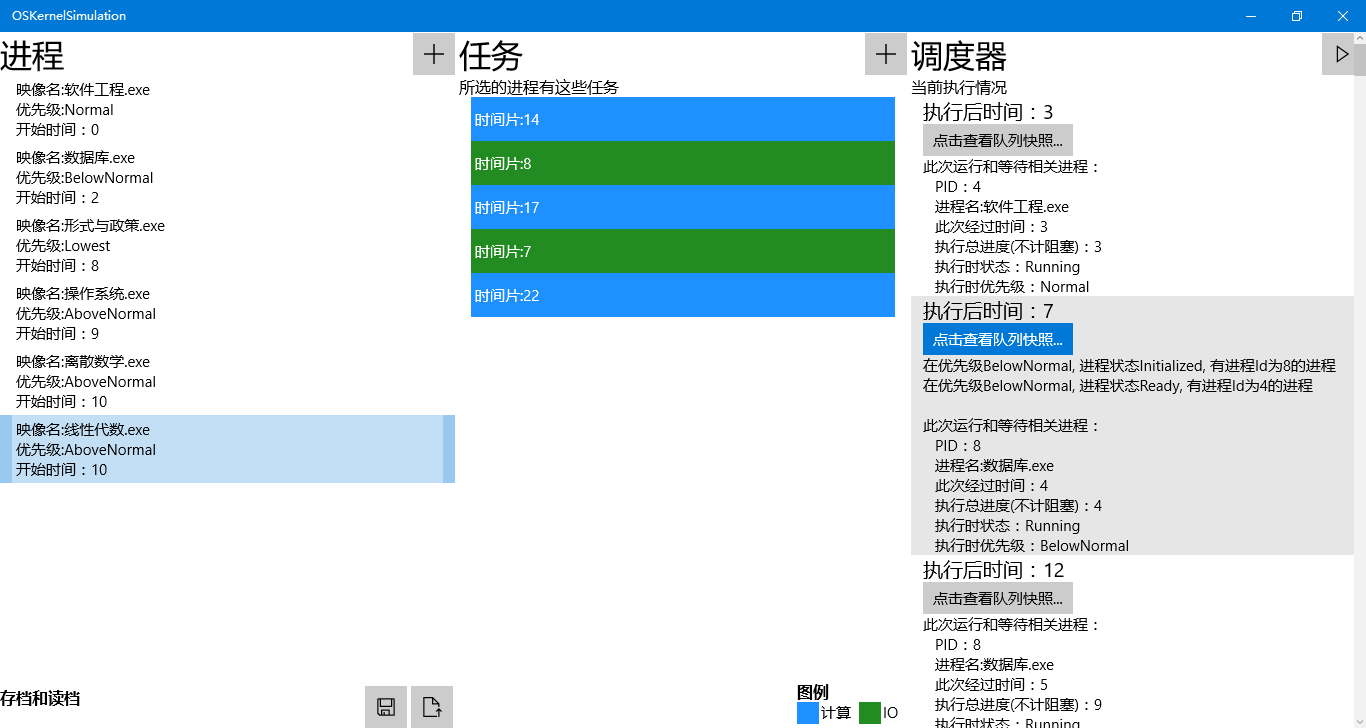 OSKernelSimulation
进程
映像名:软件工程.exe
优先级:Normal
开始时间：0
映像名:数据库.exe
优先级:BelowNormal
开始时间：2
映像名:形式与政策.exe
优先级:Lowest
开始时间：8
映像名:操作系统.exe
优先级:AboveNormal
开始时间：9
映像名:离散数学.exe
优先级:AboveNormal
开始时间：10
映像名:线性代数.exe
优先级:AboveNormal
开始时间：10
存档和读档
任务
所选的进程有这些任务
时间片:14
时间片:8
时间片:17
时间片:7
时间片:22
图例
计算 IO
调度器
当前执行情况
执行后时间：3
点击查看队列快照...
此次运行和等待相关进程：
PID：4
进程名:软件工程.exe
此次经过时间：3
执行总进度(不计阻塞)：3
执行时状态：Running
执行时优先级：Normal
执行后时间：7
点击查看队列快照...
在优先级BelowNormal, 进程状态Initialized, 有进程Id为8的进程
在优先级BelowNormal, 进程状态Ready, 有进程Id为4的进程
此次运行和等待相关进程：
PID：8
进程名:数据库.exe
此次经过时间：4
执行总进度(不计阻塞)：4
执行时状态：Running
执行时优先级：BelowNormal
执行后时间：12
点击查看队列快照...
此次运行和等待相关进程：
PID：8
进程名:数据库.exe
此次经过时间：5
执行总进度(不计阻塞)：9
执行时状态：Running